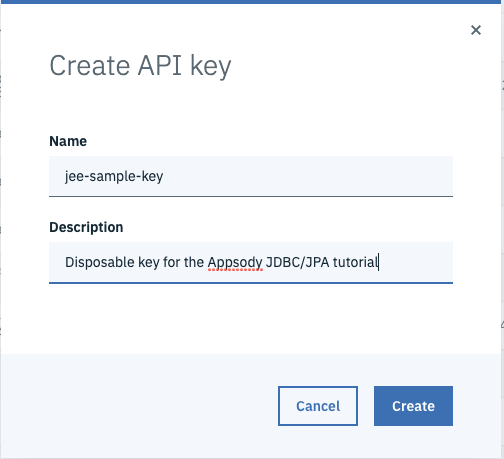 Create API key
Name
jee-sample-key
Description
Disposable key for the Appsody JDBC/JPA tutorial
Cancel
Create